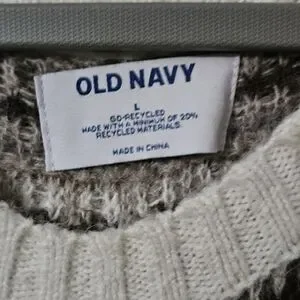 OLD NAVY
L
GO-RECYCLED
MADE WITH A MINIMUM OF 20%
RECYCLED MATERIALS
MADE IN CHINA